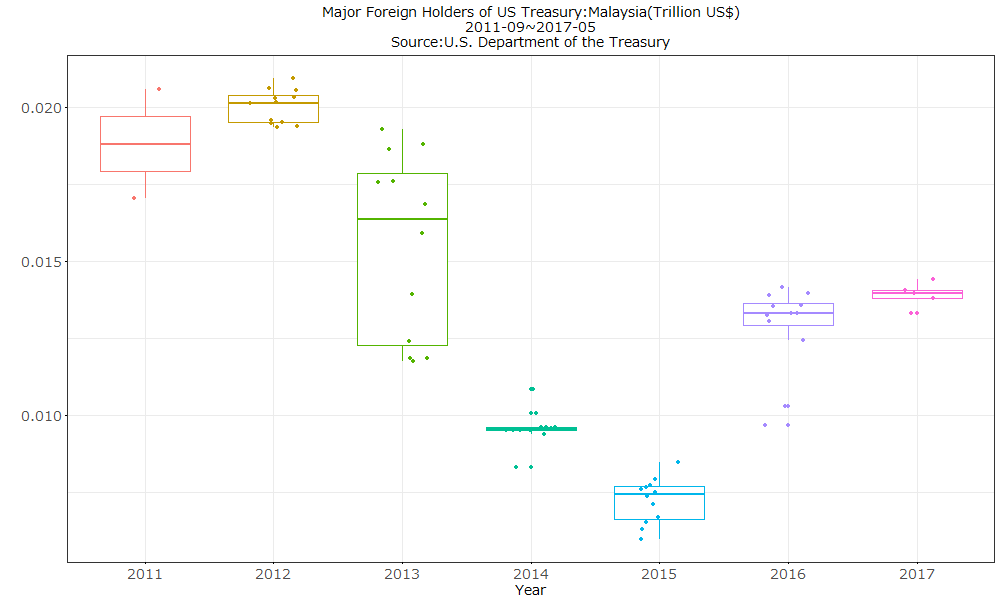 Major Foreign Holders of US Treasury:Malaysia(Trillion US$)
2011-09~2017-05
Source:U.S. Department of the Treasury
0.020
0.015
0.010
2011 2012 2013 2014 2015 2016 2017
Year